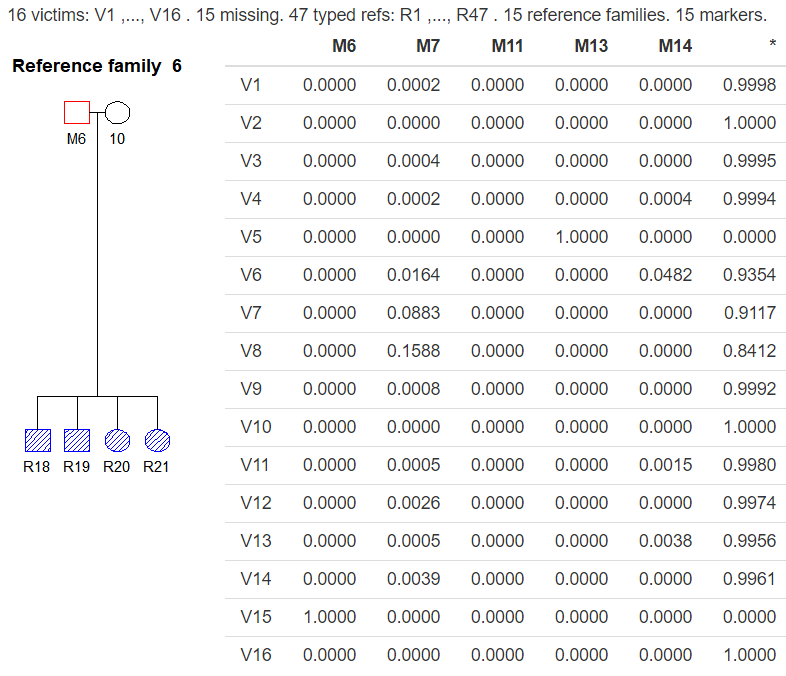 16 victims: V1 ,..., V16 . 15 missing. 47 typed refs: R1 ,..., R47 . 15 reference families. 15 markers.
Reference family 6
M6 10
R18 R19 R20 R21
M6 M7 M11 M13 M14 *
V1 0.0000 0.0002 0.0000 0.0000 0.0000 0.9998
V2 0.0000 0.0000 0.0000 0.0000 0.0000 1.0000
V3 0.0000 0.0004 0.0000 0.0000 0.0000 0.9995
V4 0.0000 0.0002 0.0000 0.0000 0.0004 0.9994
V5 0.0000 0.0000 0.0000 1.0000 0.0000 0.0000
V6 0.0000 0.0164 0.0000 0.0000 0.0482 0.9354
V7 0.0000 0.0883 0.0000 0.0000 0.0000 0.9117
V8 0.0000 0.1588 0.0000 0.0000 0.0000 0.8412
V9 0.0000 0.0008 0.0000 0.0000 0.0000 0.9992
V10 0.0000 0.0000 0.0000 0.0000 0.0000 1.0000
V11 0.0000 0.0005 0.0000 0.0000 0.0015 0.9980
V12 0.0000 0.0026 0.0000 0.0000 0.0000 0.9974
V13 0.0000 0.0005 0.0000 0.0000 0.0038 0.9956
V14 0.0000 0.0039 0.0000 0.0000 0.0000 0.9961
V15 1.0000 0.0000 0.0000 0.0000 0.0000 0.0000
V16 0.0000 0.0000 0.0000 0.0000 0.0000 1.0000